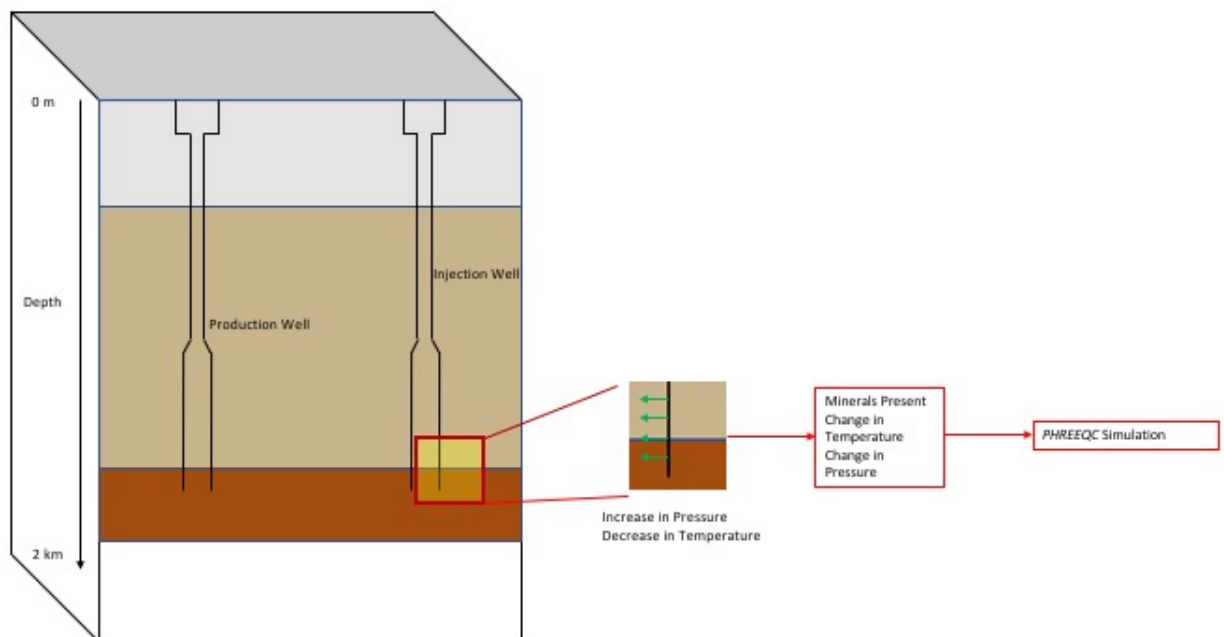 0 m
Injection Well
Depth
Production Well
2 km
Increase in Pressure
Decrease in Temperature
Minerals Present
Change in
Temperature
Change in
Pressure
PHREEQC Simulation